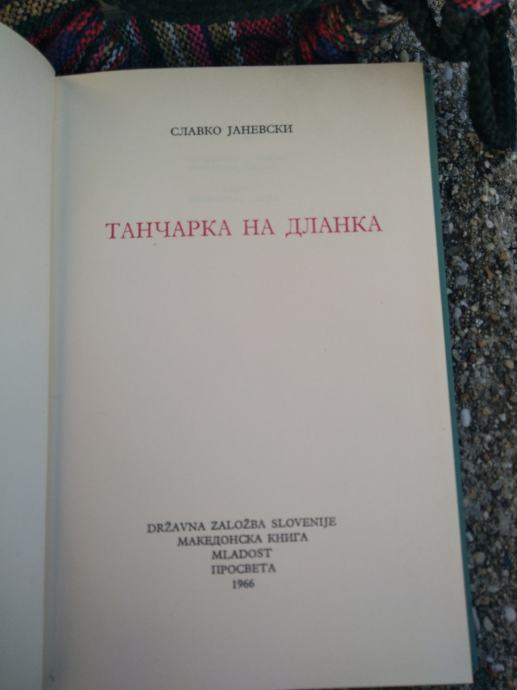 СЛАВКО ЈАНЕВСКИ
ТАНЧАРКА НА ДЛАНКА
DRŽAVNA ZALOŽBA SLOVENIJE
МАКЕДОНСКА КНИГА
MLADOST
ПРОСВЕТА
1966